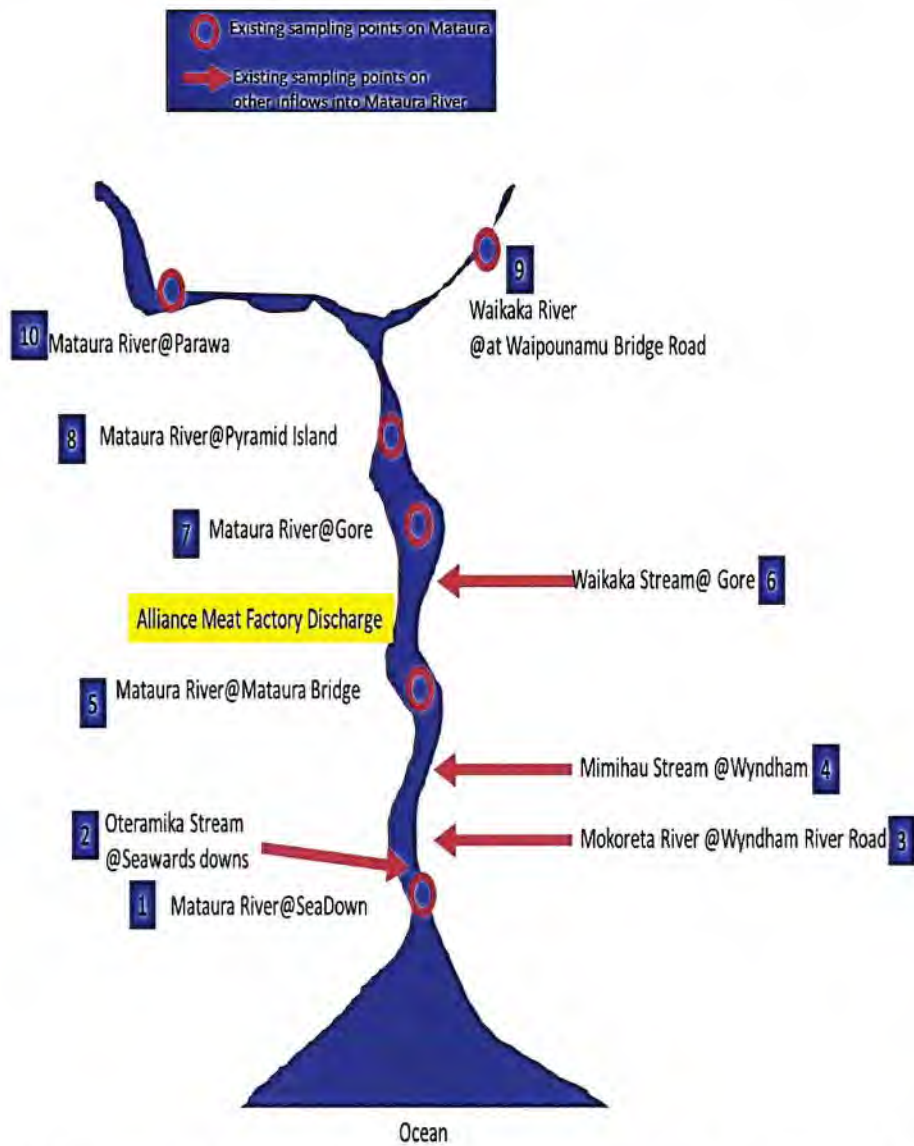 Existing sampling points on Mataura
Existing sampling points on
other inflows into Mataura River
9
Waikaka River
@at Waipounamu Bridge Road
10 Mataura River@Parawa
8 Mataura River@Pyramid Island
7 Mataura River@Gore
Waikaka Stream@ Gore 6
Alliance Meat Factory Discharge
5 Mataura River@Mataura Bridge
Mimihau Stream @Wyndham 4
2 Oteramika Stream
@Seawards downs
Mokoreta River @Wyndham River Road 3
1 Mataura River@SeaDown
Ocean